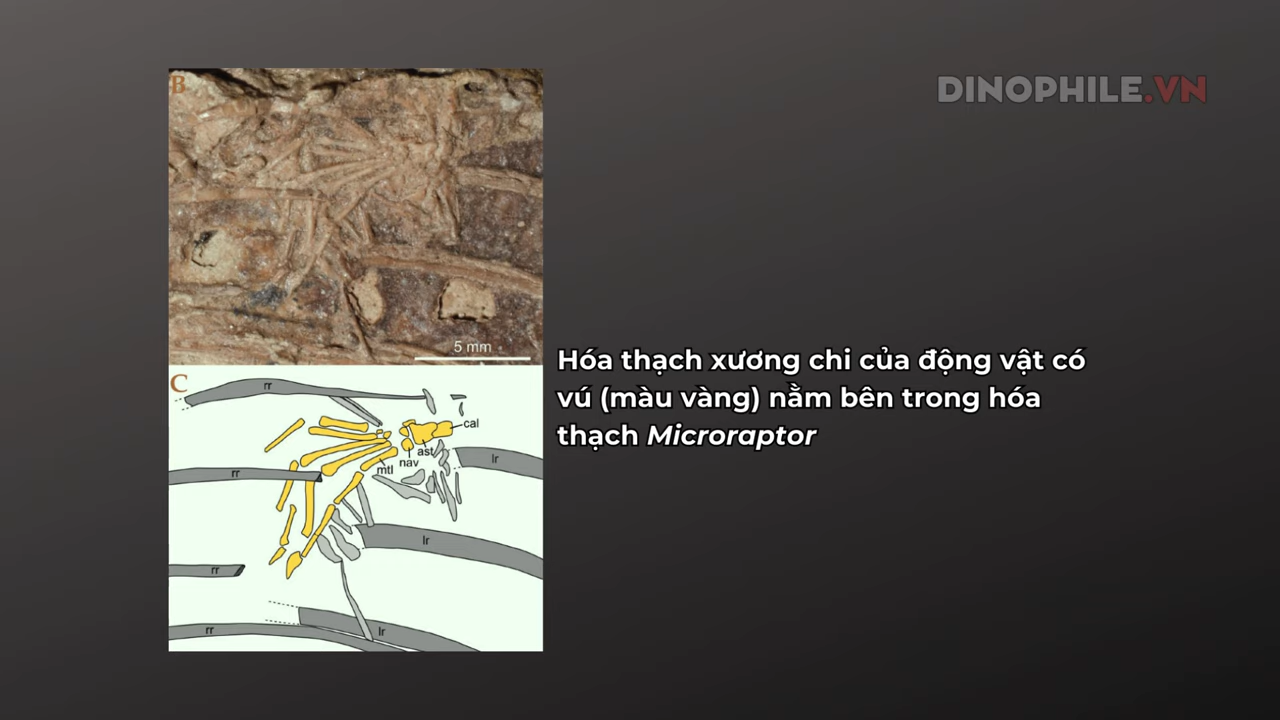 B
DINOPHILE.VN
5 mm
Hóa thạch xương chi của động vật có
vú (màu vàng) nằm bên trong hóa
thạch Microraptor
C
rr
cal
ast
nav
mtl
lr
rr
lr
rr
lr
rr